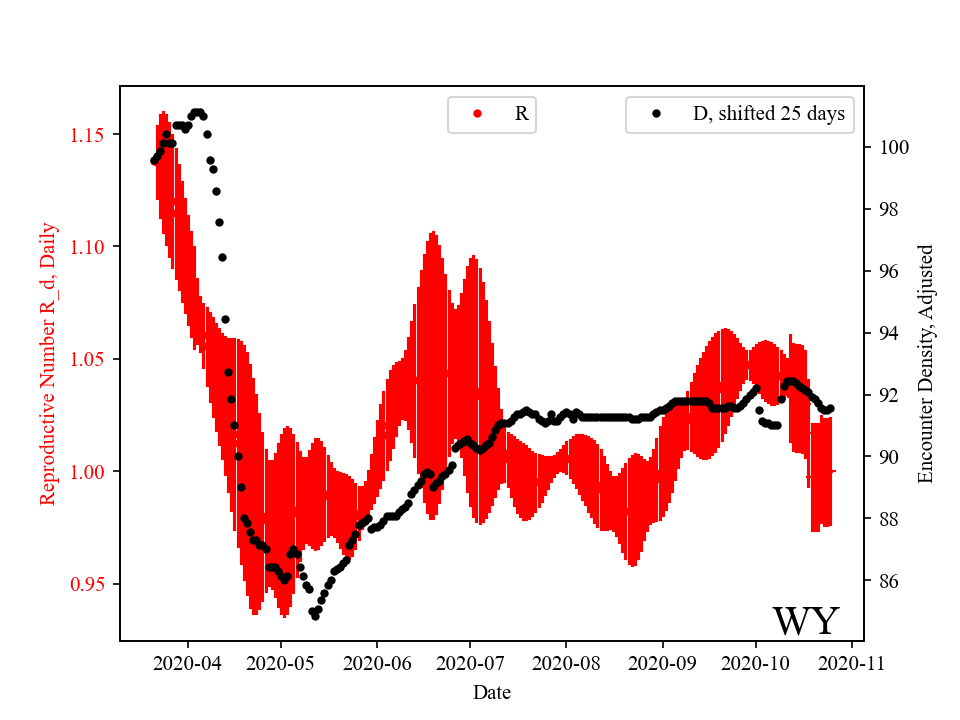 R
D, shifted 25 days
1.15
1.10
1.05
1.00
0.95
Reproductive Number R_d, Daily
100
98
96
94
92
90
88
86
Encounter Density, Adjusted
WY
2020-04 2020-05 2020-06 2020-07 2020-08 2020-09 2020-10 2020-11
Date